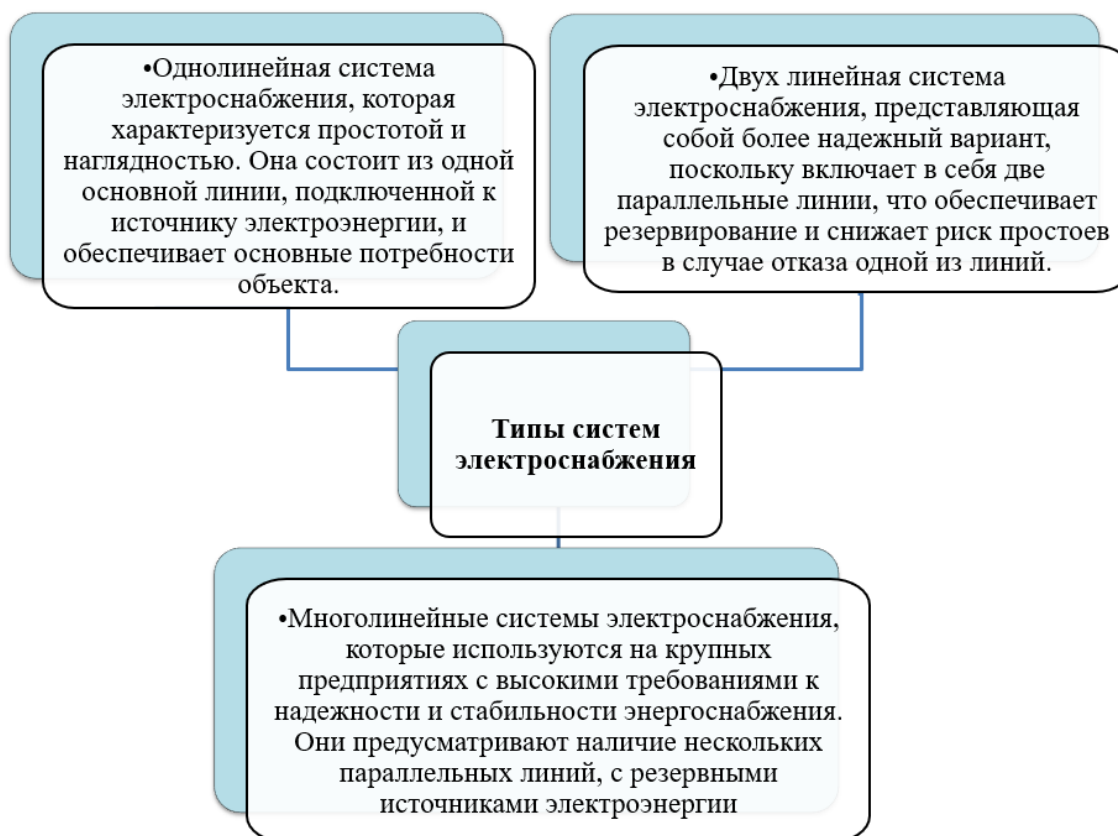 •Однолинейная система
электроснабжения, которая
характеризуется простотой и
наглядностью. Она состоит из одной
основной линии, подключенной к
источнику электроэнергии, и
обеспечивает основные потребности
объекта.
•Двух линейная система
электроснабжения, представляющая
собой более надежный вариант,
поскольку включает в себя две
параллельные линии, что обеспечивает
резервирование и снижает риск простоев
в случае отказа одной из линий.
Типы систем
электроснабжения
•Многолинейные системы электроснабжения,
которые используются на крупных
предприятиях с высокими требованиями к
надежности и стабильности энергоснабжения.
Они предусматривают наличие нескольких
параллельных линий, с резервными
источниками электроэнергии